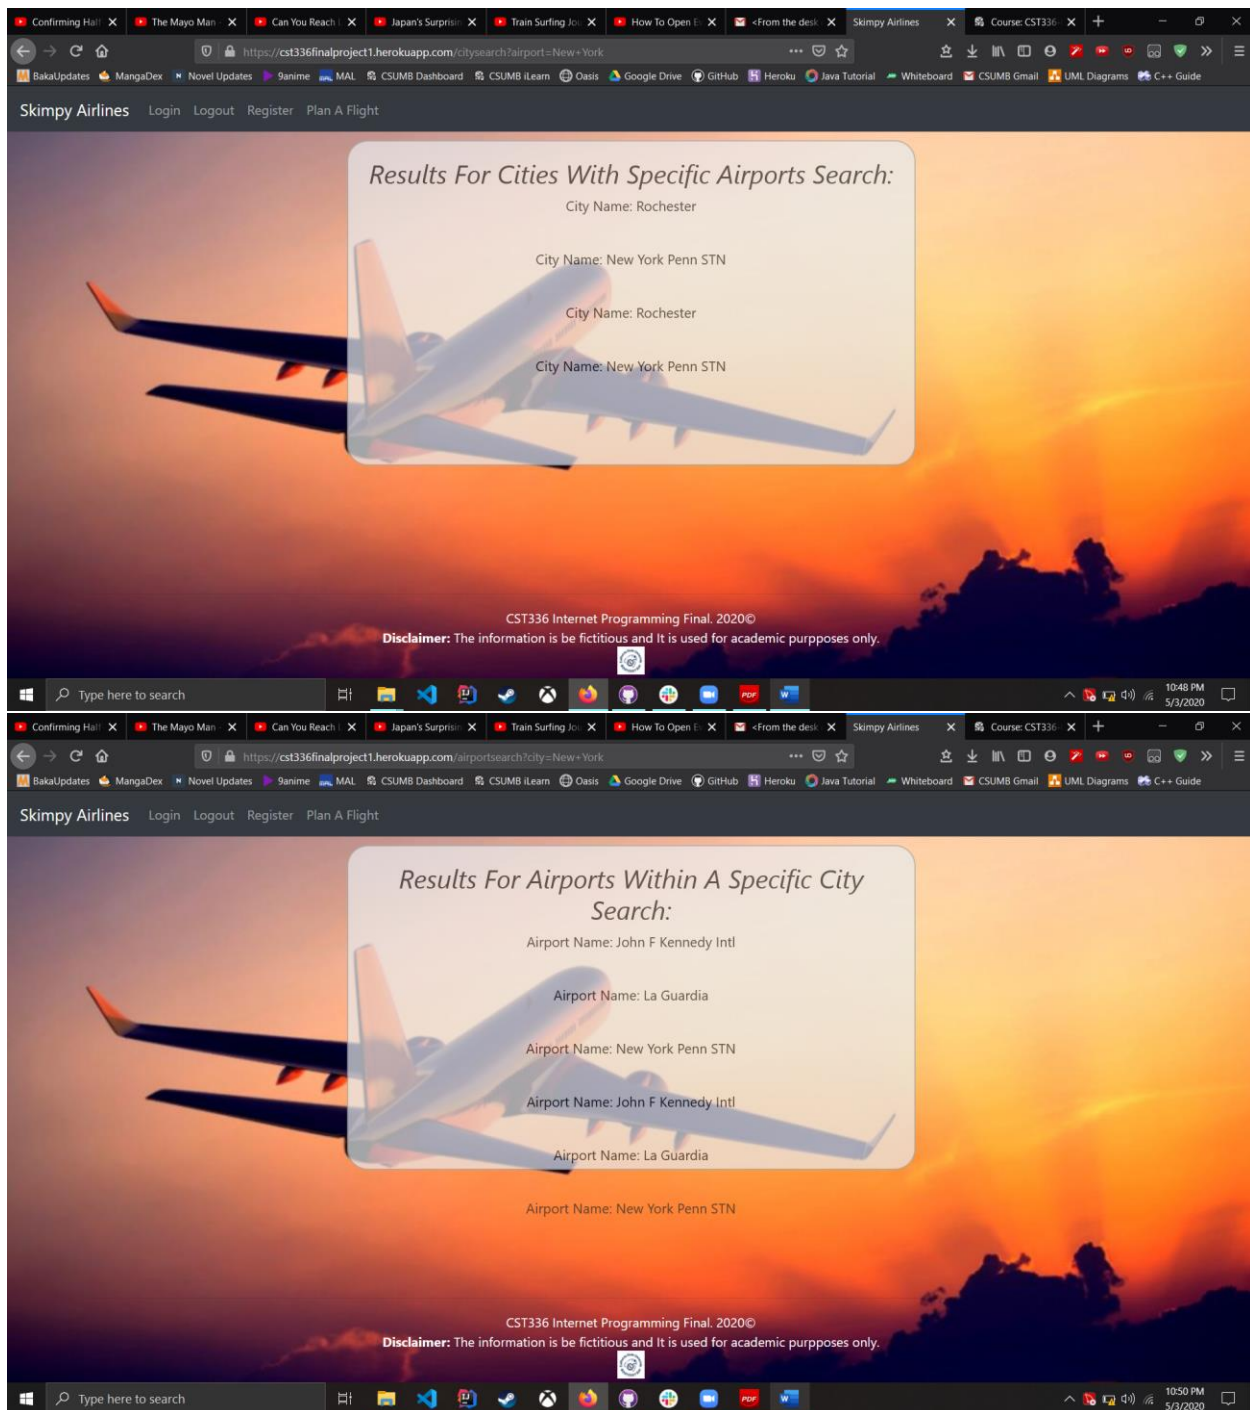 Confirming Half
The Mayo Man -
Can You Reach
Japan's Surprisin
Train Surfing Jou
How To Open E
<From the desk
Skimpy Airlines
Course: CST336-
https://cst336finalproject1.herokuapp.com/citysearch?airport=New+York
BakaUpdates MangaDex Novel Updates 9anime MAL CSUMB Dashboard CSUMB iLearn Oasis Google Drive GitHub Heroku Java Tutorial Whiteboard CSUMB Gmail UML Diagrams C++ Guide
Skimpy Airlines Login Logout Register Plan A Flight
Results For Cities With Specific Airports Search:
City Name: Rochester
City Name: New York Penn STN
City Name: Rochester
City Name: New York Penn STN
CST336 Internet Programming Final. 2020©
Disclaimer: The information is be fictitious and It is used for academic purpposes only.
Type here to search
PDF
10:48 PM
5/3/2020
Confirming Half
The Mayo Man -
Can You Reach
Japan's Surprisin
Train Surfing Jou
How To Open E
<From the desk
Skimpy Airlines
Course: CST336-
https://cst336finalproject1.herokuapp.com/airportsearch?city=New+York
BakaUpdates MangaDex Novel Updates 9anime MAL CSUMB Dashboard CSUMB iLearn Oasis Google Drive GitHub Heroku Java Tutorial Whiteboard CSUMB Gmail UML Diagrams C++ Guide
Skimpy Airlines Login Logout Register Plan A Flight
Results For Airports Within A Specific City
Search:
Airport Name: John F Kennedy Intl
Airport Name: La Guardia
Airport Name: New York Penn STN
Airport Name: John F Kennedy Intl
Airport Name: La Guardia
Airport Name: New York Penn STN
CST336 Internet Programming Final. 2020©
Disclaimer: The information is be fictitious and It is used for academic purpposes only.
Type here to search
PDF
10:50 PM
5/3/2020